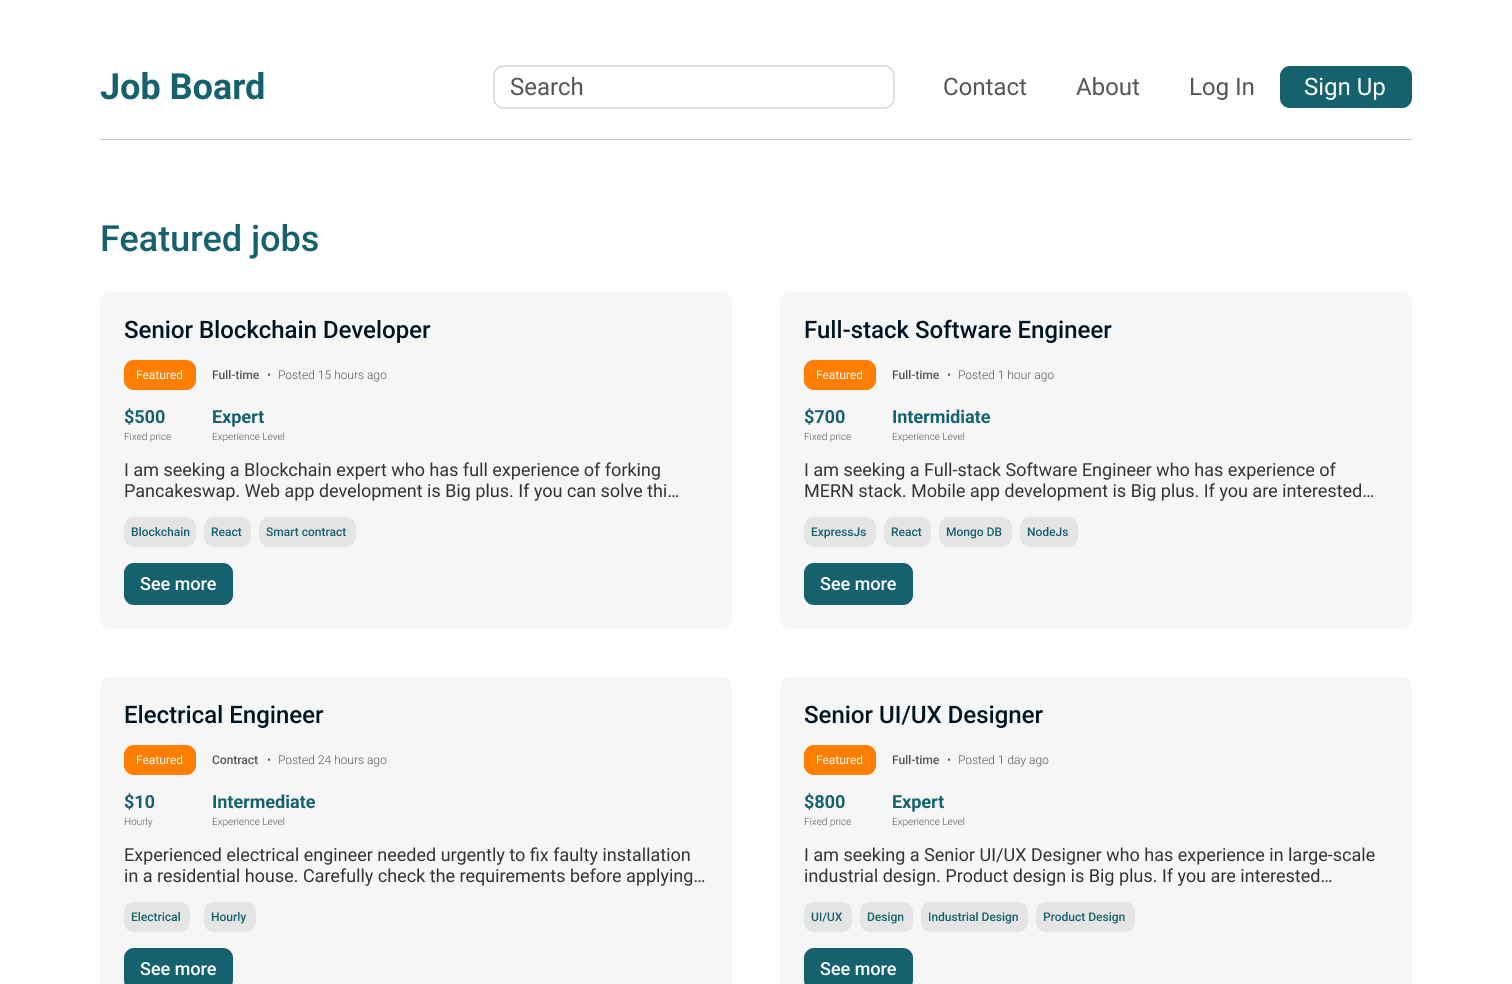 Job Board
Search
Contact
About
Log In
Sign Up
Featured jobs
Senior Blockchain Developer
Featured Full-time • Posted 15 hours ago
$500 Expert
Fixed price Experience Level
I am seeking a Blockchain expert who has full experience of forking
Pancakeswap. Web app development is Big plus. If you can solve thi...
Blockchain React Smart contract
See more
Full-stack Software Engineer
Featured Full-time • Posted 1 hour ago
$700 Intermidiate
Fixed price Experience Level
I am seeking a Full-stack Software Engineer who has experience of
MERN stack. Mobile app development is Big plus. If you are interested...
ExpressJs React Mongo DB NodeJs
See more
Electrical Engineer
Featured Contract • Posted 24 hours ago
$10 Intermediate
Hourly Experience Level
Experienced electrical engineer needed urgently to fix faulty installation
in a residential house. Carefully check the requirements before applying...
Electrical Hourly
See more
Senior UI/UX Designer
Featured Full-time • Posted 1 day ago
$800 Expert
Fixed price Experience Level
I am seeking a Senior UI/UX Designer who has experience in large-scale
industrial design. Product design is Big plus. If you are interested...
UI/UX Design Industrial Design Product Design
See more